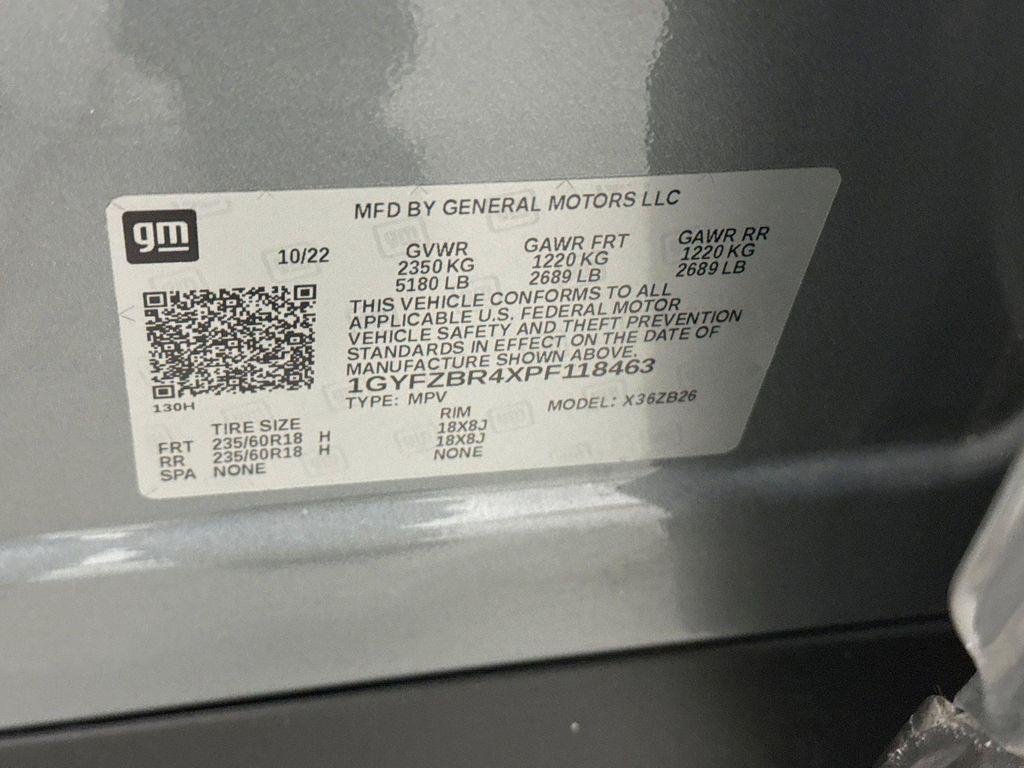 gm
MFD BY GENERAL MOTORS LLC
10/22
GVWR GAWR FRT GAWR RR
2350 KG 1220 KG 1220 KG
5180 LB 2689 LB 2689 LB
THIS VEHICLE CONFORMS TO ALL
APPLICABLE U.S. FEDERAL MOTOR
VEHICLE SAFETY AND THEFT PREVENTION
STANDARDS IN EFFECT ON THE DATE OF
MANUFACTURE SHOWN ABOVE.
1GYFZBR4XPF118463
130H
TYPE: MPV MODEL: X36ZB26
TIRE SIZE RIM
FRT 235/60R18 H 18X8J
RR 235/60R18 H 18X8J
SPA NONE NONE